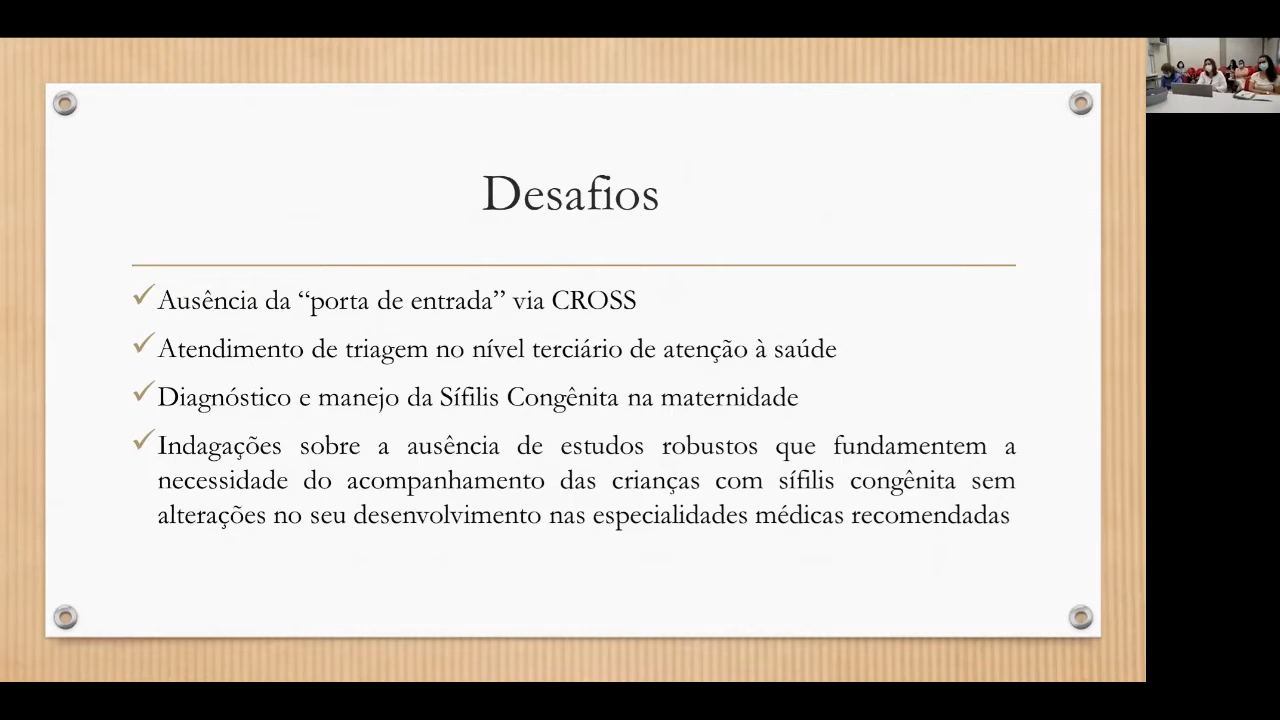 Desafios
Ausência da “porta de entrada” via CROSS
Atendimento de triagem no nível terciário de atenção à saúde
Diagnóstico e manejo da Sífilis Congênita na maternidade
Indagações sobre a ausência de estudos robustos que fundamentem a
necessidade do acompanhamento das crianças com sífilis congênita sem
alterações no seu desenvolvimento nas especialidades médicas recomendadas